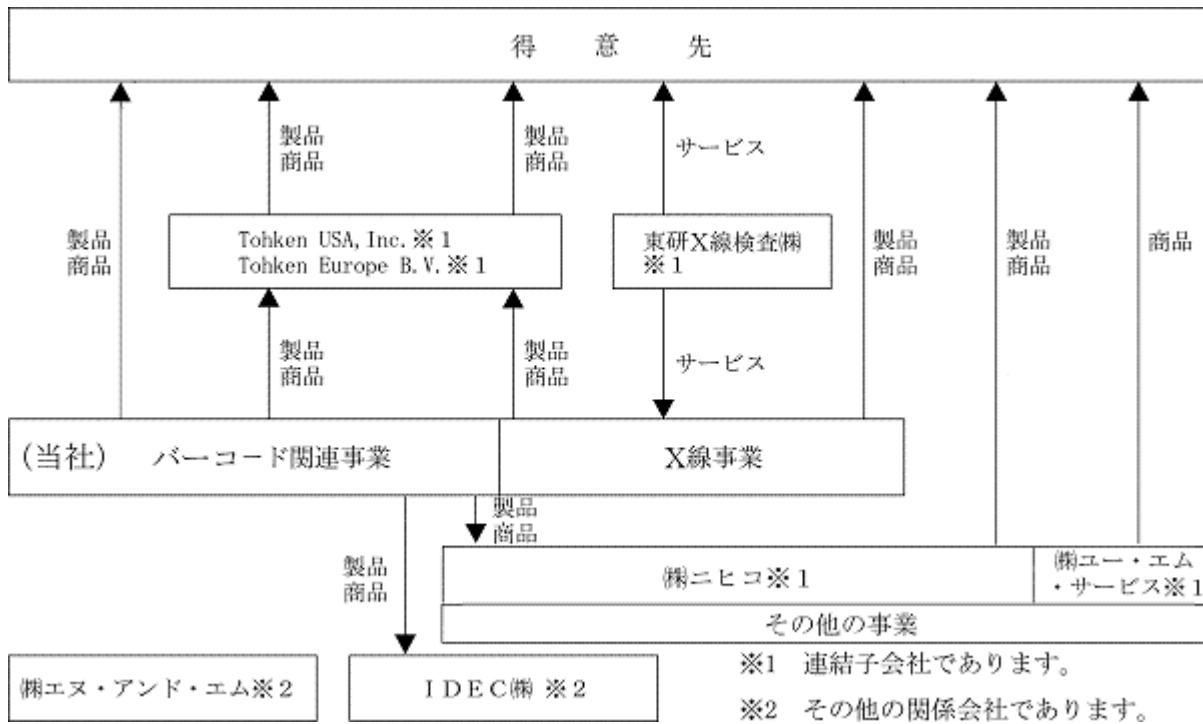 得意先
製品
商品
製品
商品
サービス
製品
商品
Tohken USA,Inc.※1
Tohken Europe B.V.※1
東研X線検査㈱
※1
製品
商品
製品
商品
商品
製品
商品
製品
商品
サービス
(当社) バーコード関連事業
X線事業
製品
商品
製品
商品
㈱ニヒコ※1
㈱ユー・エム
・サービス※1
その他の事業
㈱エヌ・アンド・エム※2
IDEC㈱ ※2
※1 連結子会社であります。
※2 その他の関係会社であります。